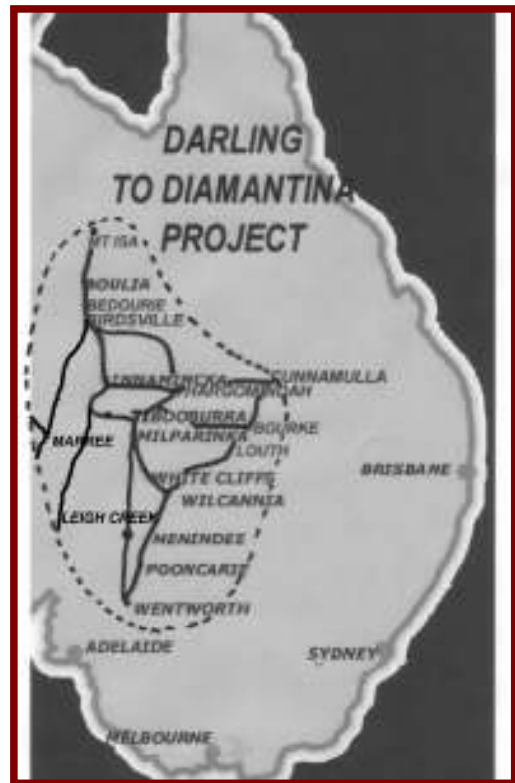 DARLING
TO DIAMANTINA
PROJECT
MT ISA
BOULIA
BEDOURIE
BIRDSVILLE
INNAMINCKA
CUNNAMULLA
THARGOMINDAH
TIBOOBURRA
BOURKE
MARREE
MILPARINKA
LOUTH
WHITE CLIFFS
BRISBANE
WILCANNIA
LEIGH CREEK
MENINDEE
POONCARIE
WENTWORTH
ADELAIDE
SYDNEY
MELBOURNE